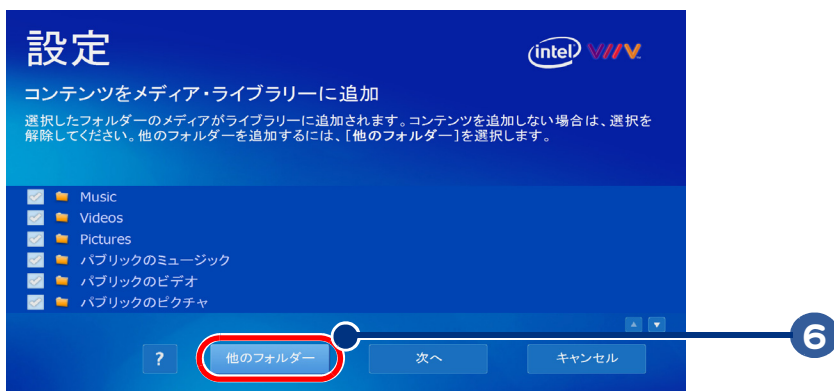 設定
intel VIIV
コンテンツをメディア・ライブラリーに追加
選択したフォルダーのメディアがライブラリーに追加されます。コンテンツを追加しない場合は、選択を
解除してください。他のフォルダーを追加するには、[他のフォルダー]を選択します。
Music
Videos
Pictures
パブリックのミュージック
パブリックのビデオ
パブリックのピクチャ
? 他のフォルダー 次へ キャンセル
6